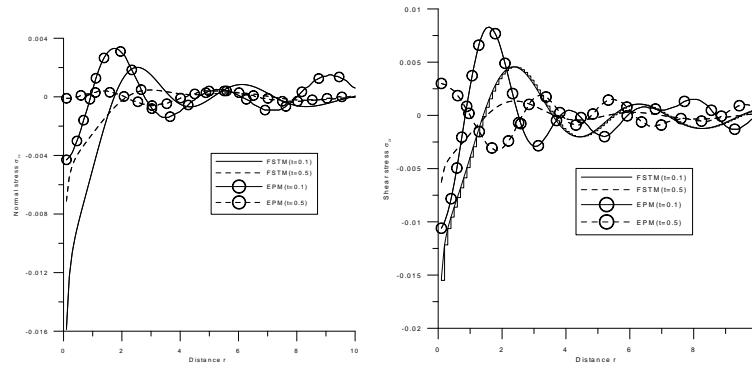 0.004
0
-0.004
-0.008
-0.012
-0.016
0
2
4
6
8
10
Distance r
Normal stress σ
FSTM (t=0.1)
FSTM (t=0.5)
EPM (t=0.1)
EPM (t=0.5)
0.01
0.005
0
-0.005
-0.01
-0.015
-0.02
0
2
4
6
8
Distance r
Shear stress σ
FSTM (t=0.1)
FSTM (t=0.5)
EPM (t=0.1)
EPM (t=0.5)